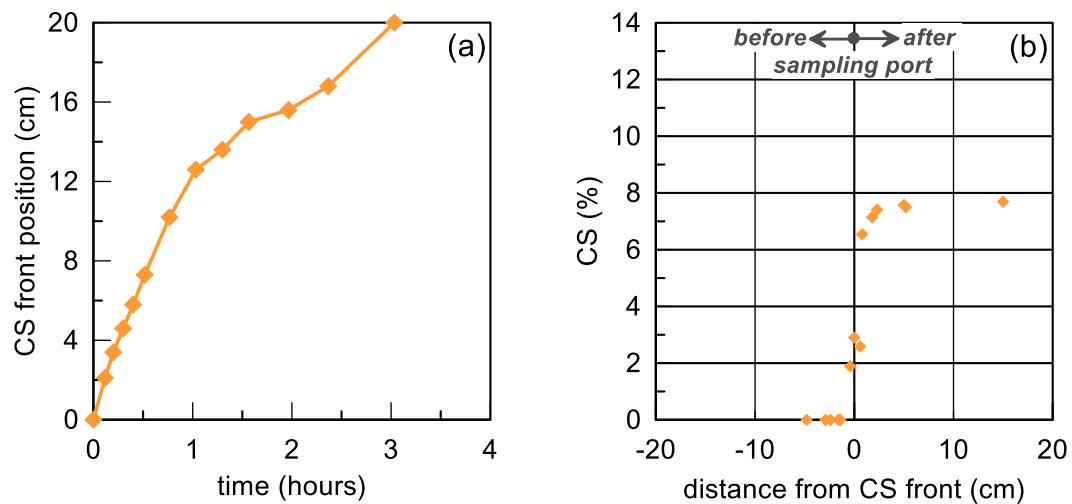 20
16
12
8
4
0
CS front position (cm)
(a)
0 1 2 3 4
time (hours)
14
12
10
8
6
4
2
0
CS (%)
before after
sampling port
(b)
-20 -10 0 10 20
distance from CS front (cm)